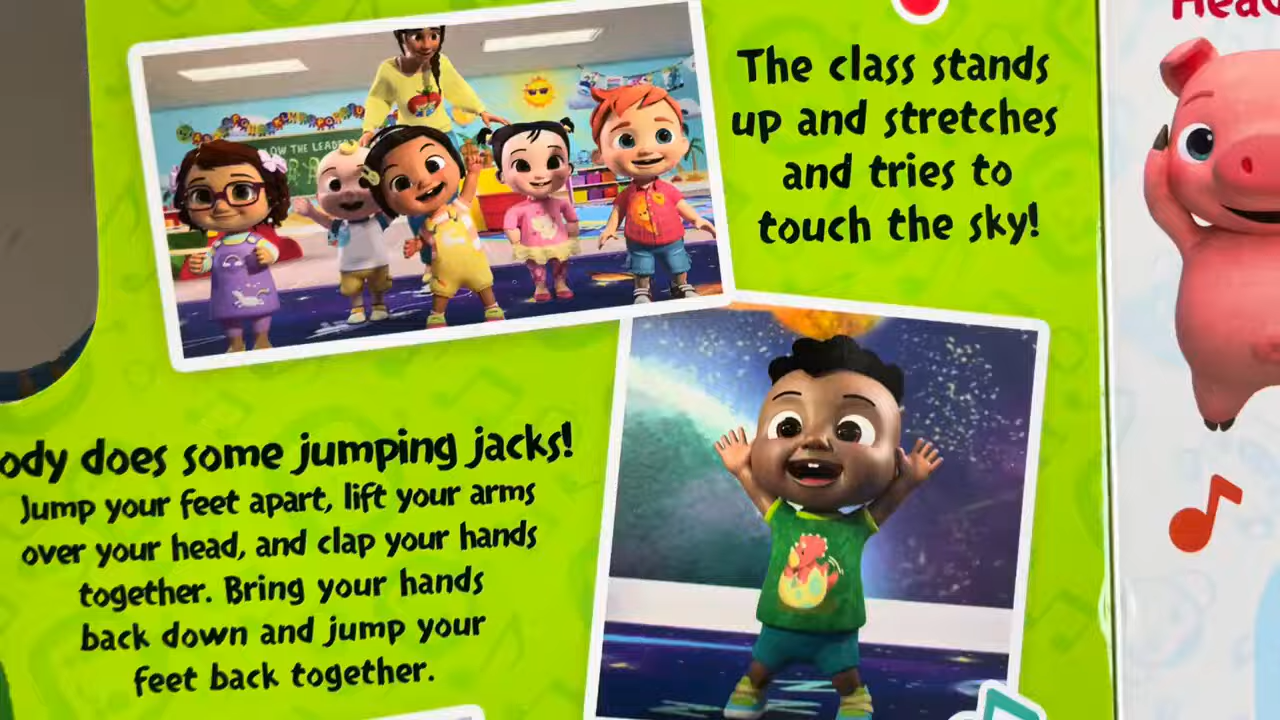 The class stands
up and stretches
and tries to
touch the sky!
does some jumping jacks!
Jump your feet apart, lift your arms
over your head, and clap your hands
together. Bring your hands
back down and jump your
feet back together.